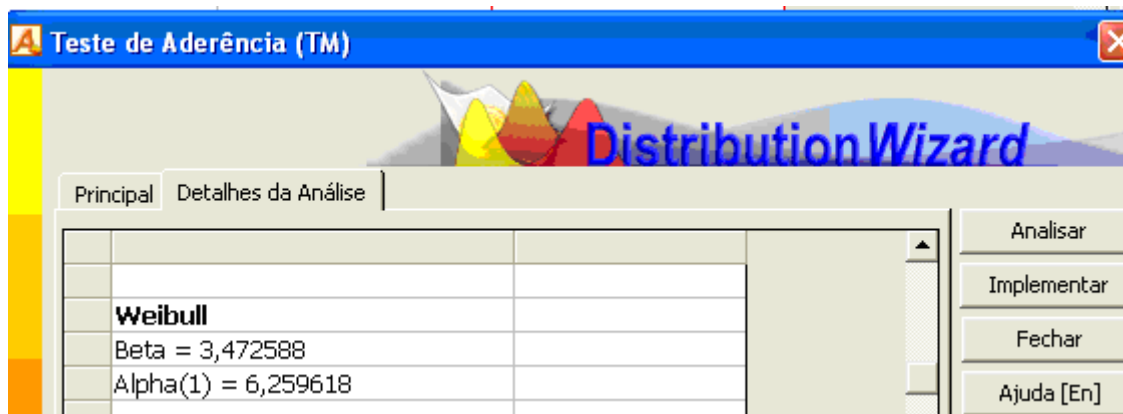 Teste de Aderência (TM)
DistributionWizard
Principal Detalhes da Análise
Analisar
Implementar
Weibull
Beta = 3,472588
Fechar
Alpha(1) = 6,259618
Ajuda [En]